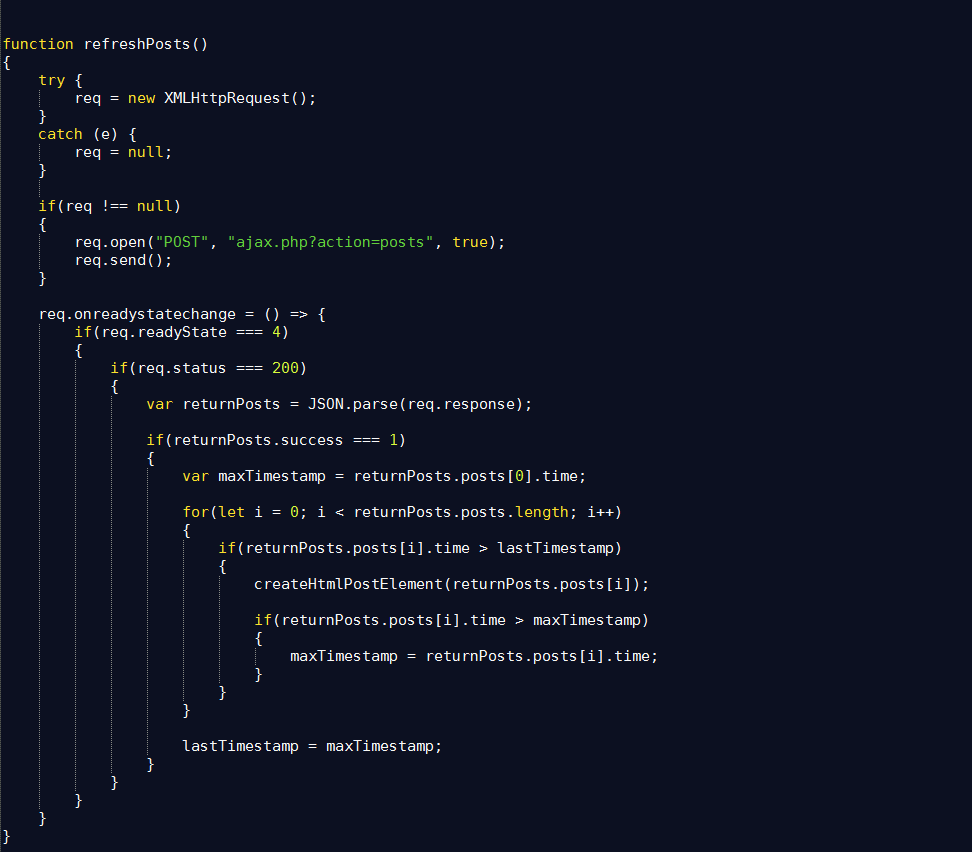 function refreshPosts()
{
    try {
        req = new XMLHttpRequest();
    }
    catch (e) {
        req = null;
    }

    if(req !== null)
    {
        req.open("POST", "ajax.php?action=posts", true);
        req.send();
    }

    req.onreadystatechange = () => {
        if(req.readyState === 4)
        {
            if(req.status === 200)
            {
                var returnPosts = JSON.parse(req.response);

                if(returnPosts.success === 1)
                {
                    var maxTimestamp = returnPosts.posts[0].time;

                    for(let i = 0; i < returnPosts.posts.length; i++)
                    {
                        if(returnPosts.posts[i].time > lastTimestamp)
                        {
                            createHtmlPostElement(returnPosts.posts[i]);

                            if(returnPosts.posts[i].time > maxTimestamp)
                            {
                                maxTimestamp = returnPosts.posts[i].time;
                            }
                        }
                    }

                    lastTimestamp = maxTimestamp;
                }
            }
        }
    }
}